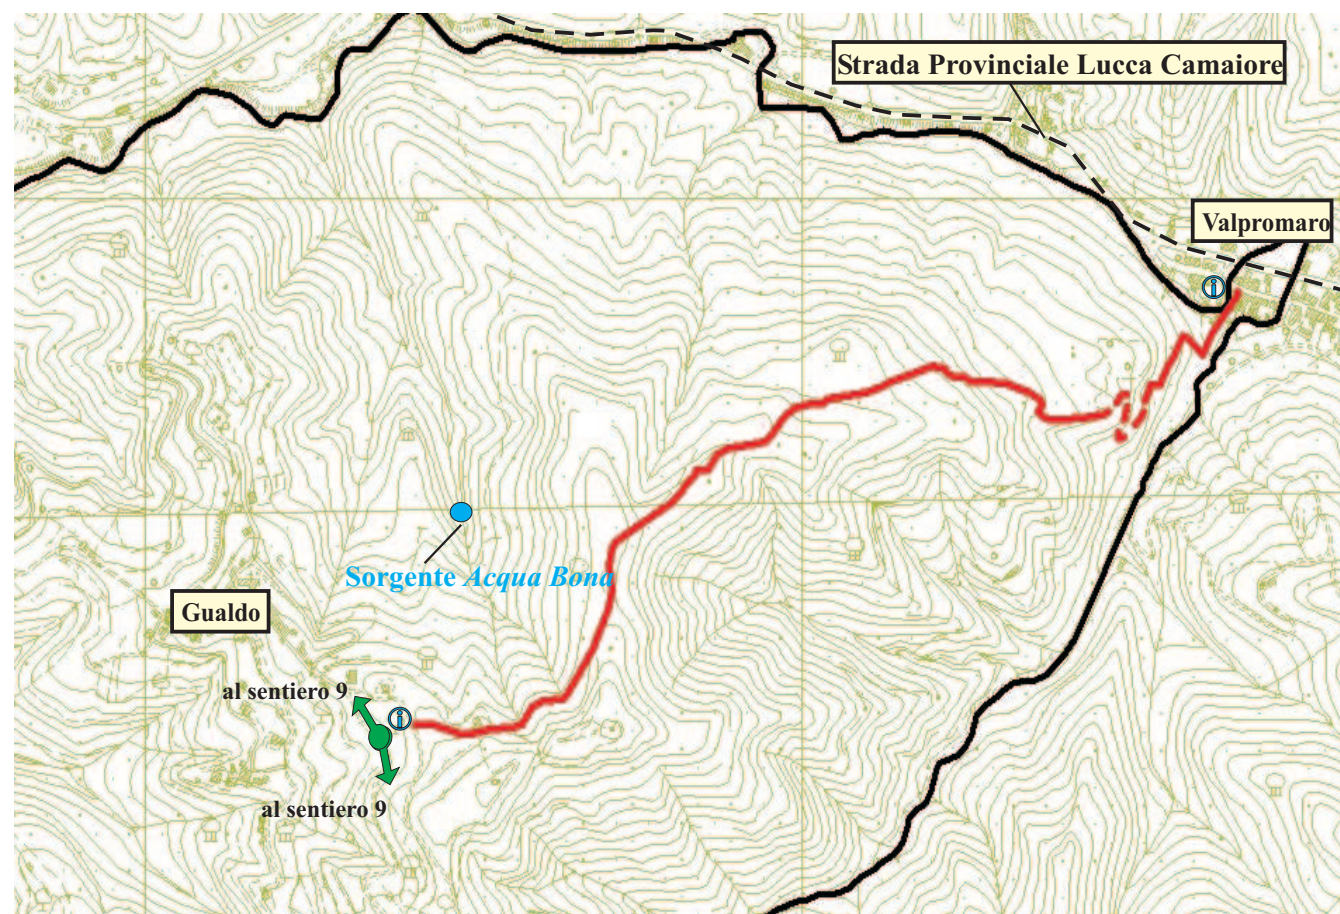 Strada Provinciale Lucca Camaiore
Valpromaro
i
Sorgente Acqua Bona
Gualdo
al sentiero 9
i
al sentiero 9